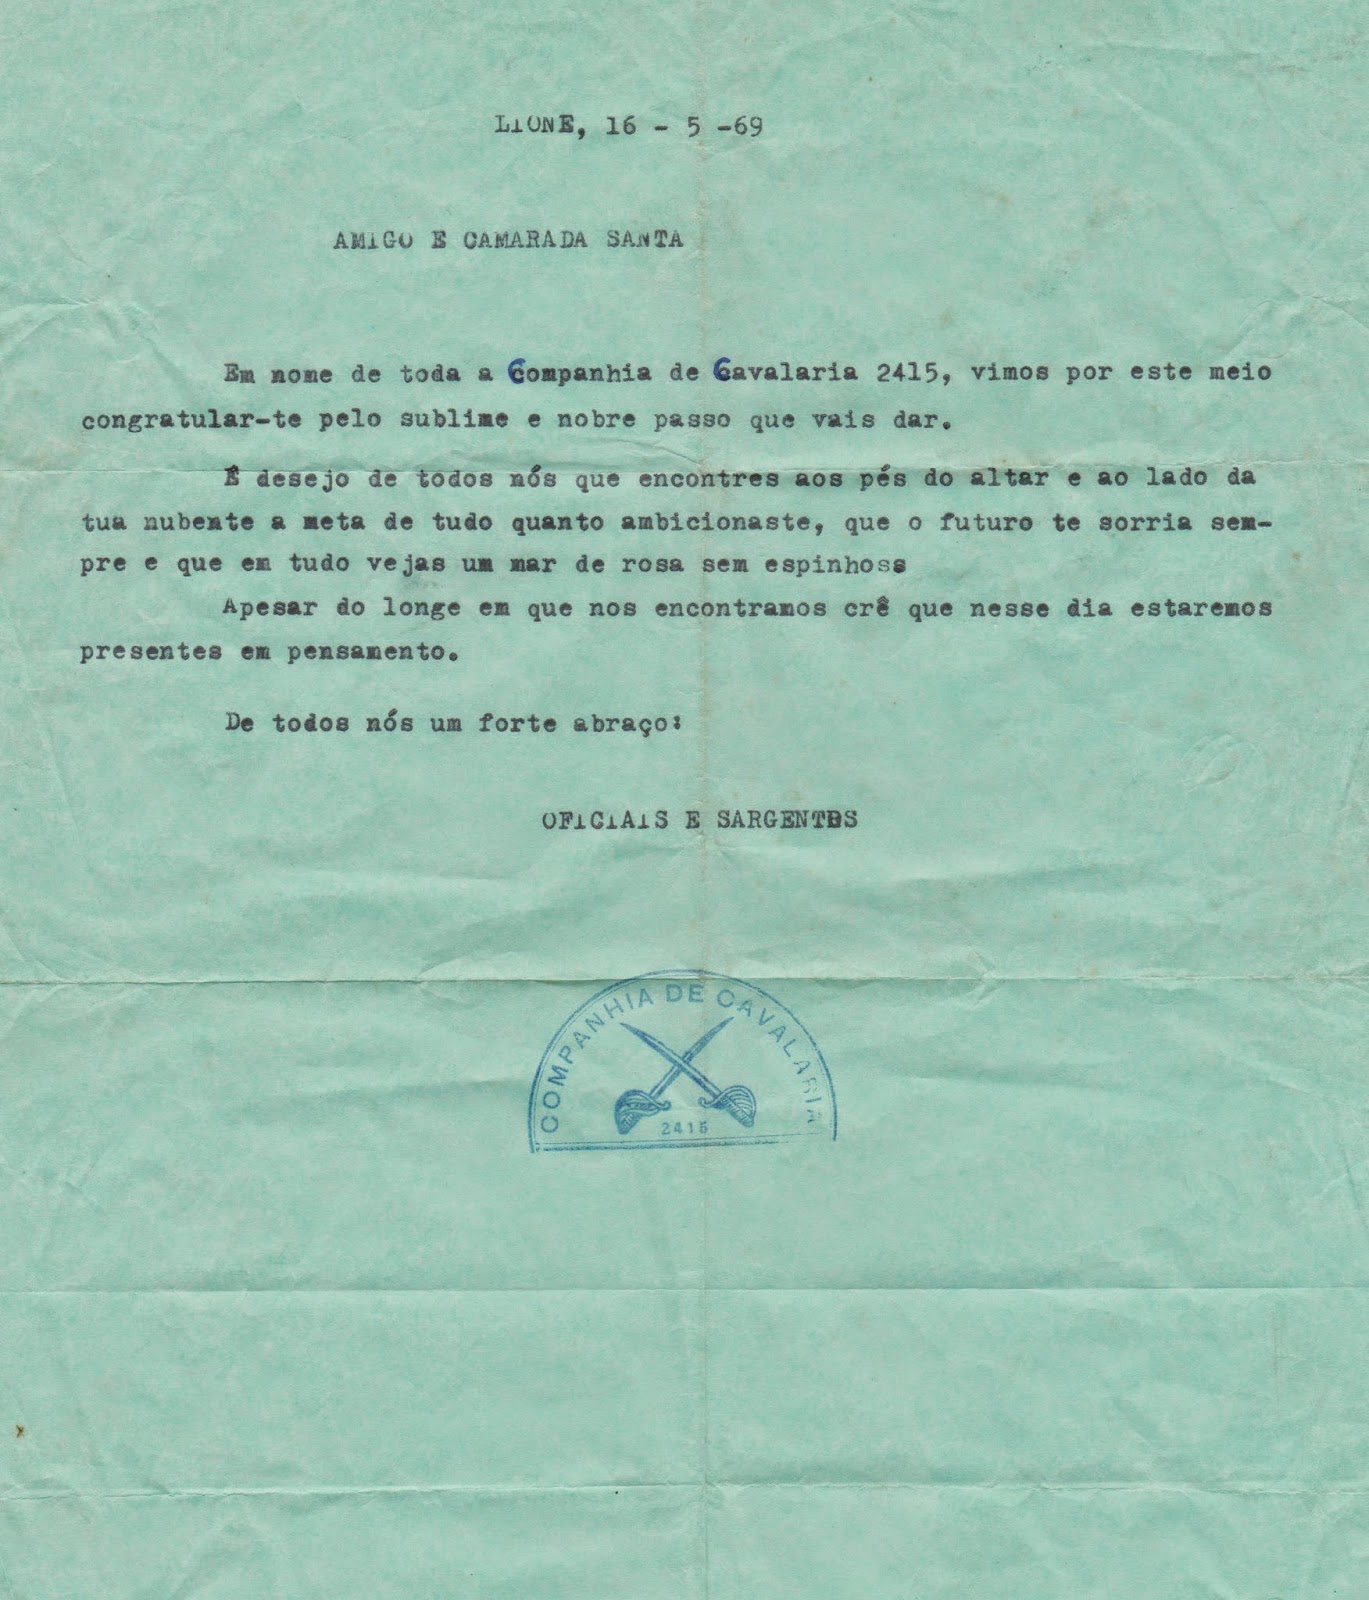 LIONE, 16 - 5 -69
AMIGO E CAMARADA SANTA
Em nome de toda a Companhia de Cavalaria 2415, vimos por este meio
congratular-te pelo sublime e nobre passo que vais dar.
É desejo de todos nós que encontres aos pés do altar e ao lado da
tua nubente a meta de tudo quanto ambicionaste, que o futuro te sorria sem-
pre e que em tudo vejas um mar de rosa sem espinhoss
Apesar do longe em que nos encontramos crê que nesse dia estaremos
presentes em pensamento.
De todos nós um forte abraço:
OFICIAIS E SARGENTOS
COMPANHIA DE CAVALARIA
2415